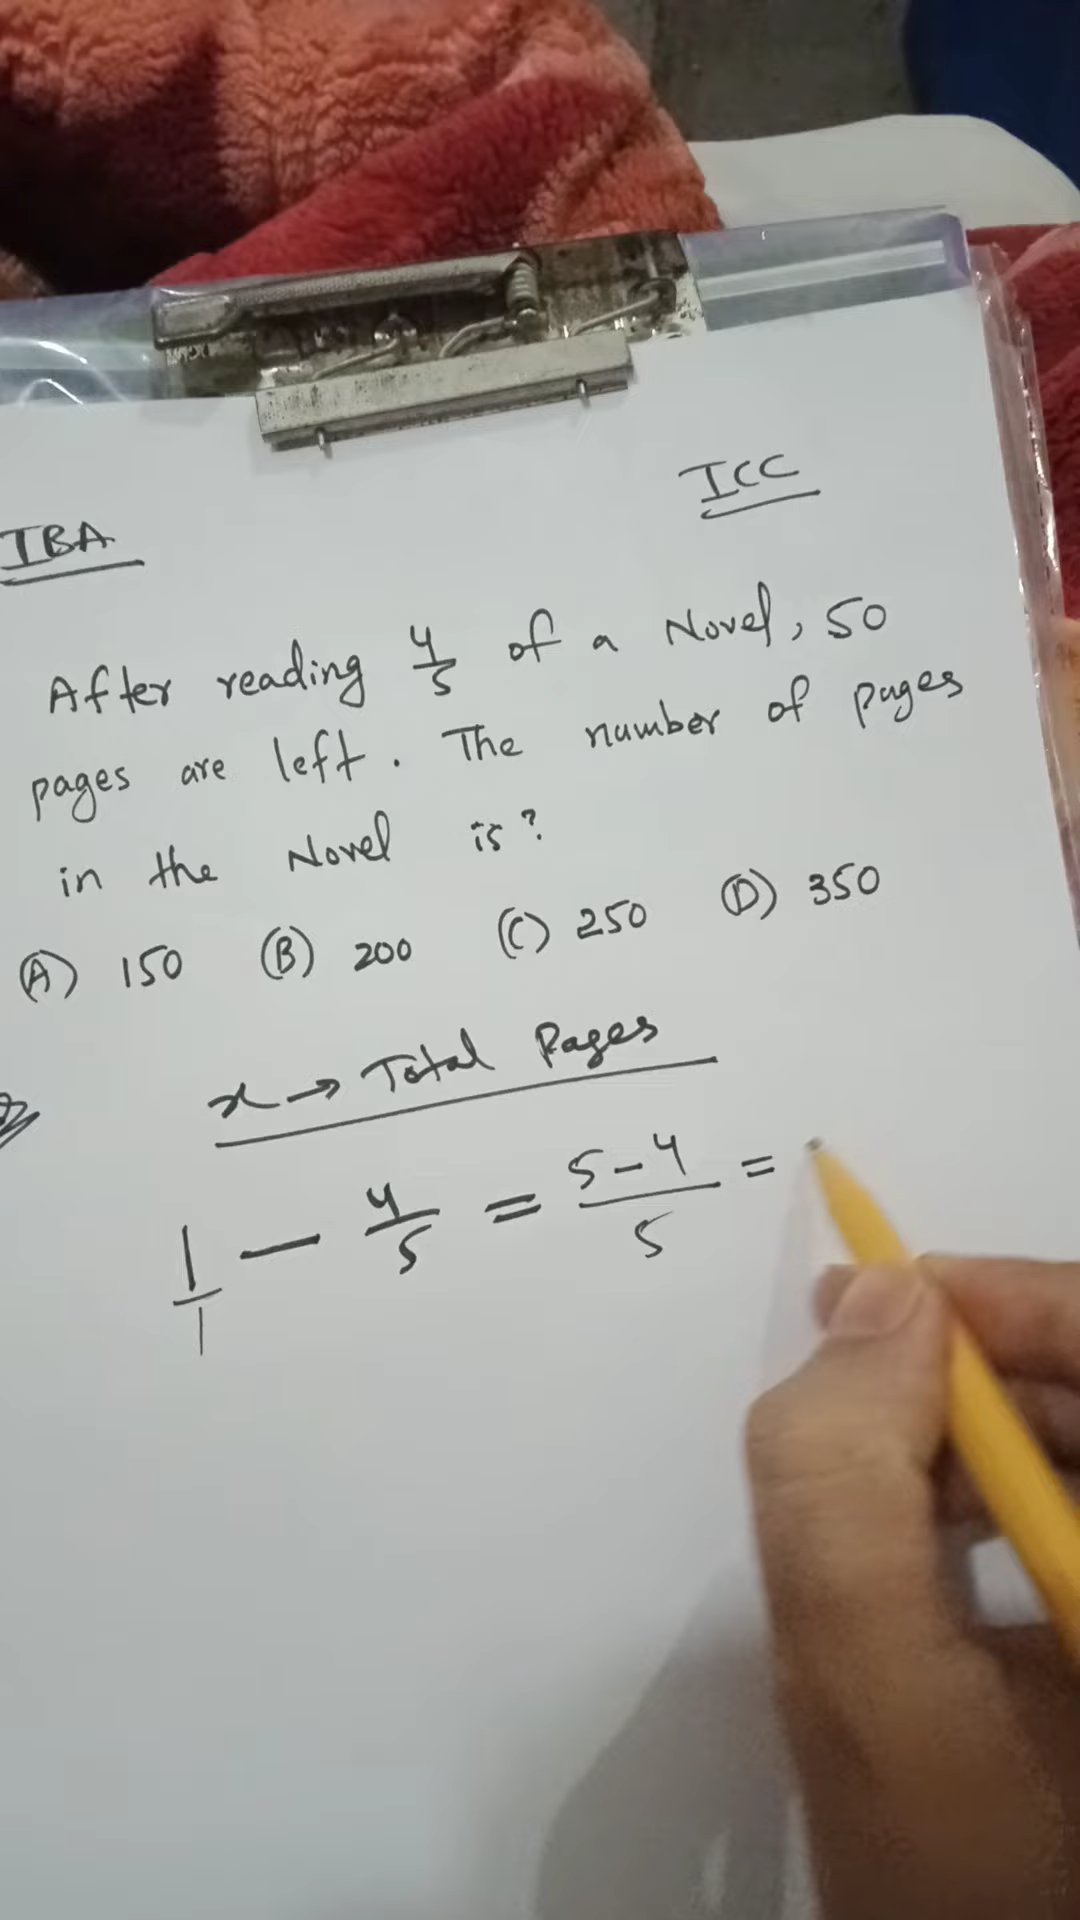 IBA
ICC
After reading 4/5 of a Novel, 50
pages are left. The number of pages
in the Novel is?
(A) 150 (B) 200 (C) 250 (D) 350
x → Total Pages
1/1 — 4/5 = 5-4/5 =